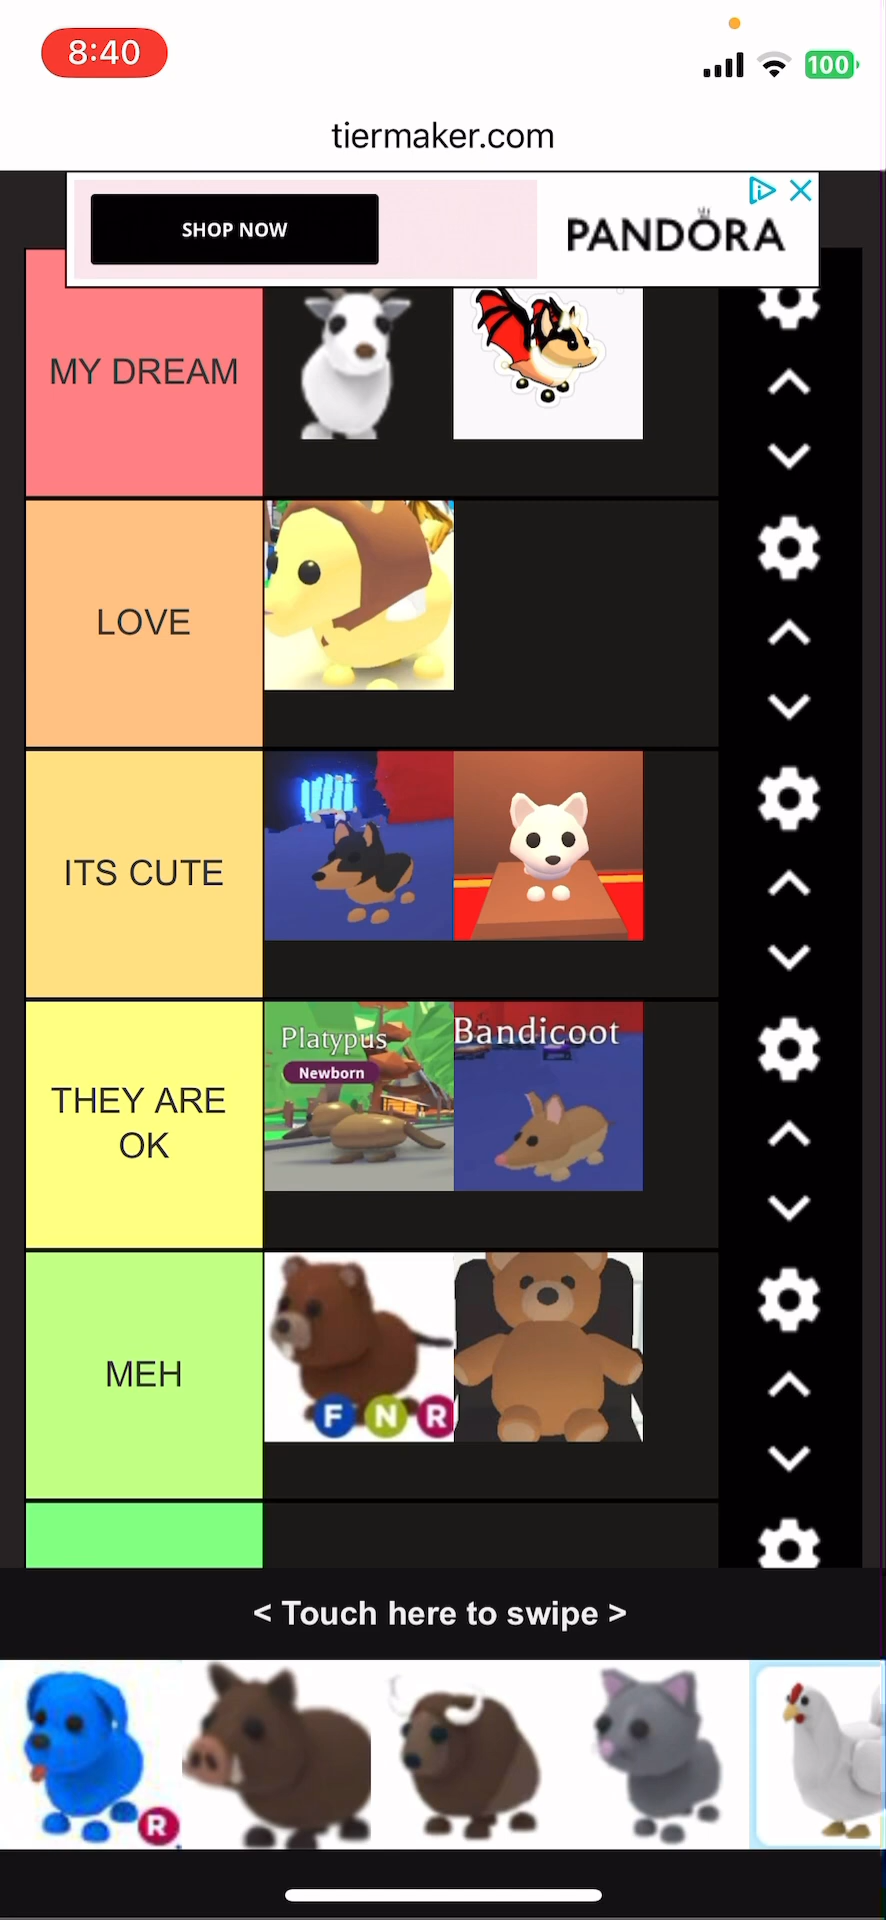 8:40
100
tiermaker.com
SHOP NOW
PANDÓRA
MY DREAM
LOVE
ITS CUTE
THEY ARE
OK
Platypus
Newborn
Bandicoot
MEH
F N R
< Touch here to swipe >
R